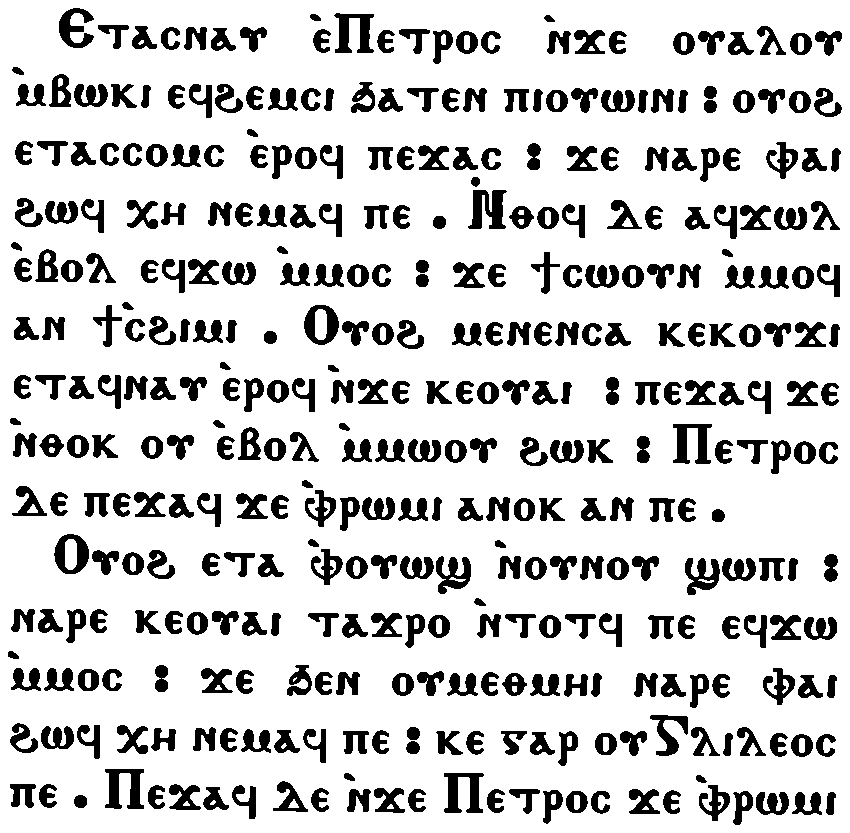 Ⲉⲧⲁⲥⲛⲁⲩ ⲉ̀Ⲡⲉⲧⲣⲟⲥ ⲛ̀ϫⲉ ⲟⲩⲁⲗⲟⲩ
ⲙ̀ⲃⲱⲕⲓ ⲉϥϩⲉⲙⲥⲓ ϧⲁⲧⲉⲛ ⲡⲓⲟⲩⲱⲓⲛⲓ : ⲟⲩⲟϩ
ⲉⲧⲁⲥⲥⲟⲙⲥ ⲉ̀ⲣⲟϥ ⲡⲉϫⲁⲥ : ϫⲉ ⲛⲁⲣⲉ ⲫⲁⲓ
ϩⲱϥ ⲭⲏ ⲛⲉⲙⲁϥ ⲡⲉ . Ⲛ̀ⲑⲟϥ ⲇⲉ ⲁϥϫⲱⲗ
ⲉ̀ⲃⲟⲗ ⲉϥϫⲱ ⲙ̀ⲙⲟⲥ : ϫⲉ ϯⲥⲱⲟⲩⲛ ⲙ̀ⲙⲟϥ
ⲁⲛ ϯⲥ̀ϩⲓⲙⲓ . Ⲟⲩⲟϩ ⲙⲉⲛⲉⲛⲥⲁ ⲕⲉⲕⲟⲩϫⲓ
ⲉⲧⲁϥⲛⲁⲩ ⲉ̀ⲣⲟϥ ⲛ̀ϫⲉ ⲕⲉⲟⲩⲁⲓ : ⲡⲉϫⲁϥ ϫⲉ
ⲛ̀ⲑⲟⲕ ⲟⲩ ⲉ̀ⲃⲟⲗ ⲙ̀ⲙⲱⲟⲩ ϩⲱⲕ : Ⲡⲉⲧⲣⲟⲥ
ⲇⲉ ⲡⲉϫⲁϥ ϫⲉ ⲫ̀ⲣⲱⲙⲓ ⲁⲛⲟⲕ ⲁⲛ ⲡⲉ .
Ⲟⲩⲟϩ ⲉⲧⲁ ⲫ̀ⲟⲩⲱϣ ⲛ̀ⲟⲩⲛⲟⲩ ϣⲱⲡⲓ :
ⲛⲁⲣⲉ ⲕⲉⲟⲩⲁⲓ ⲧⲁϫⲣⲟ ⲛ̀ⲧⲟⲧϥ ⲡⲉ ⲉϥϫⲱ
ⲙ̀ⲙⲟⲥ : ϫⲉ ϧⲉⲛ ⲟⲩⲙⲉⲑⲙⲏⲓ ⲛⲁⲣⲉ ⲫⲁⲓ
ϩⲱϥ ⲭⲏ ⲛⲉⲙⲁϥ ⲡⲉ : ⲕⲉ ⲅⲁⲣ ⲟⲩⲄⲁⲗⲓⲗⲉⲟⲥ
ⲡⲉ . Ⲡⲉϫⲁϥ ⲇⲉ ⲛ̀ϫⲉ Ⲡⲉⲧⲣⲟⲥ ϫⲉ ⲫ̀ⲣⲱⲙⲓ